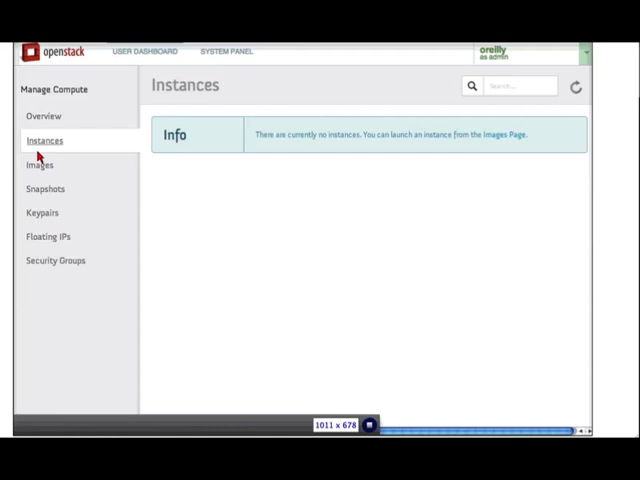 openstack
USER DASHBOARD
SYSTEM PANEL
oreilly
as admin
Manage Compute
Instances
Search...
Overview
Instances
Images
Snapshots
Keypairs
Floating IPs
Security Groups
Info
There are currently no instances. You can launch an instance from the Images Page.
1011 x 678